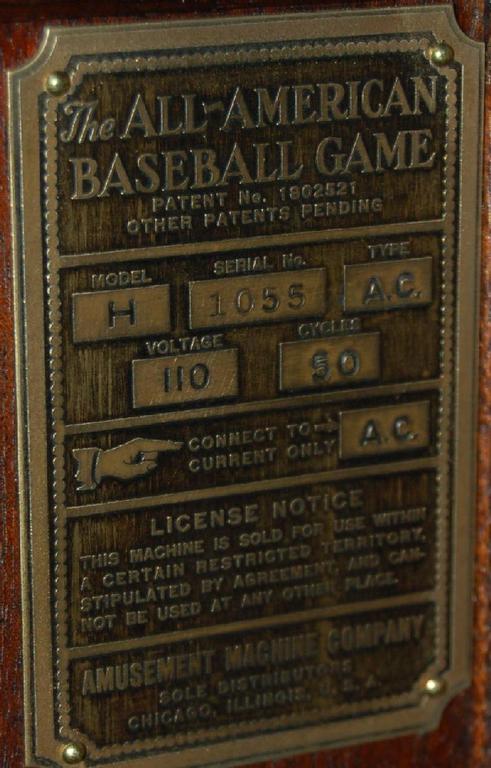 The ALL-AMERICAN
BASEBALL GAME
PATENT No. 1802521
OTHER PATENTS PENDING
MODEL SERIAL No. TYPE
H 1055 A.C.
VOLTAGE CYCLES
110 50
CONNECT TO→ A.C.
CURRENT ONLY
LICENSE NOTICE
THIS MACHINE IS SOLD FOR USE WITHIN
A CERTAIN RESTRICTED TERRITORY,
STIPULATED BY AGREEMENT, AND CAN-
NOT BE USED AT ANY OTHER PLACE.
AMUSEMENT MACHINE COMPANY
SOLE DISTRIBUTORS
CHICAGO, ILLINOIS, U. S. A.